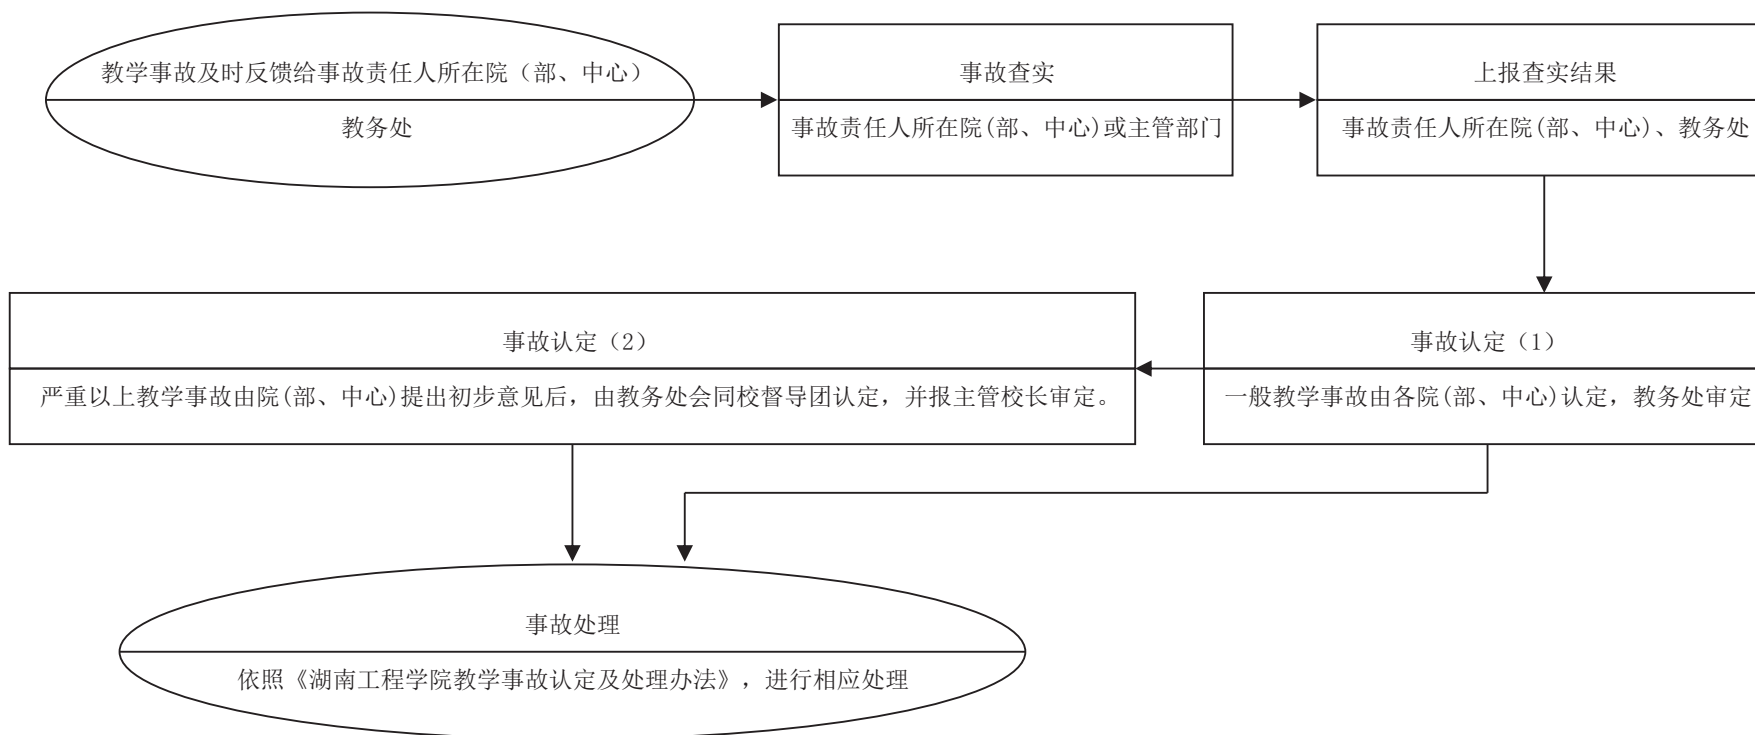 教学事故及时反馈给事故责任人所在院（部、中心）
教务处
事故查实
事故责任人所在院(部、中心)或主管部门
上报查实结果
事故责任人所在院(部、中心)、教务处
事故认定（1）
一般教学事故由各院(部、中心)认定，教务处审定
事故认定（2）
严重以上教学事故由院(部、中心)提出初步意见后，由教务处会同校督导团认定，并报主管校长审定。
事故处理
依照《湖南工程学院教学事故认定及处理办法》，进行相应处理